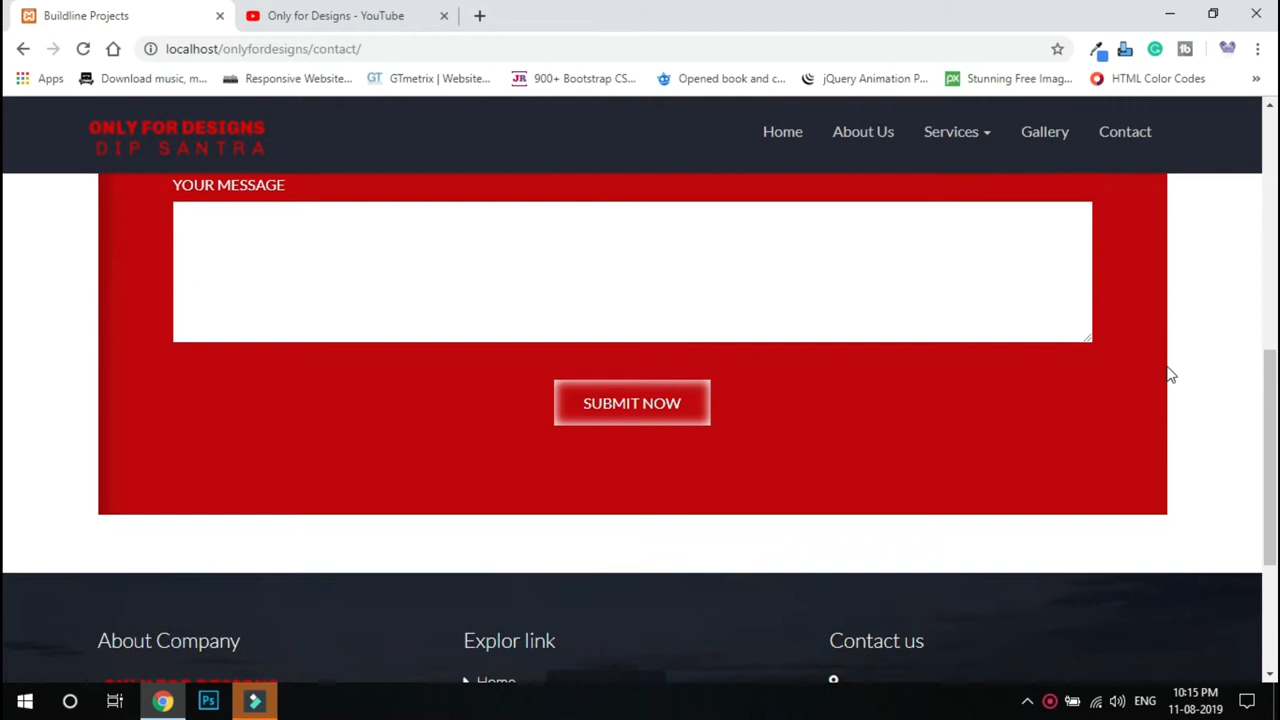 Buildline Projects
Only for Designs - YouTube
localhost/onlyfordesigns/contact/
Apps
Download music, m...
Responsive Website...
GT
GTmetrix | Website...
JR
900+ Bootstrap CS...
Opened book and c...
jQuery Animation P...
px
Stunning Free Imag...
HTML Color Codes
»
ONLY FOR DESIGNS
DIP SANTRA
Home
About Us
Services
Gallery
Contact
YOUR MESSAGE
SUBMIT NOW
About Company
Explor link
Contact us
Home
Ps
ENG
10:15 PM
11-08-2019